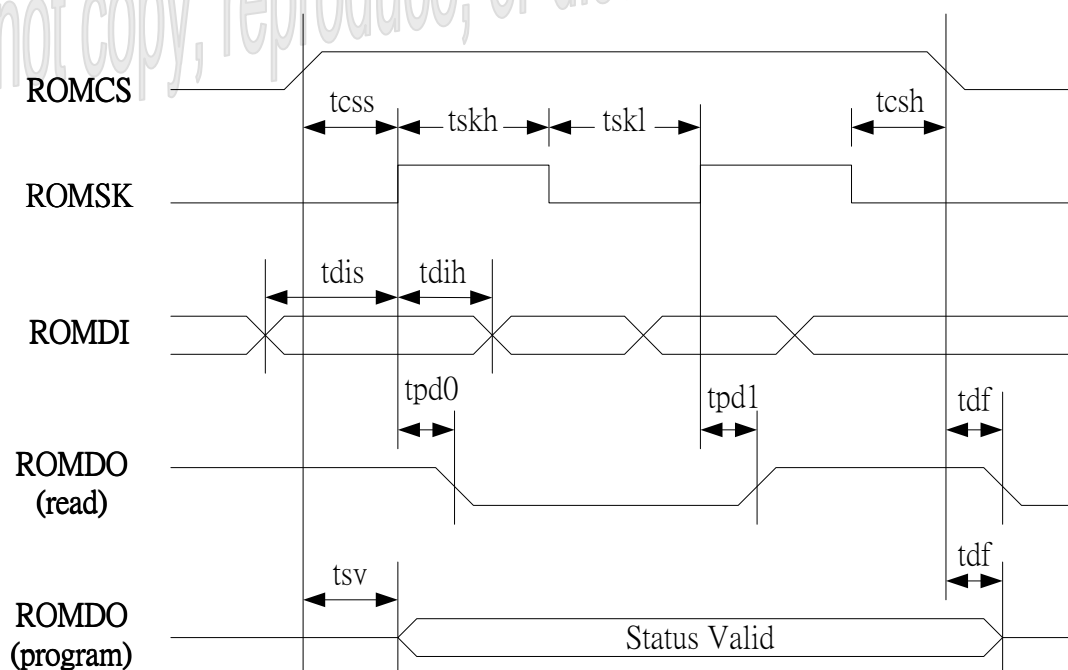 not copy, reproduce, or
ROMCS
tcss
tskh
tskl
tcsh
ROMSK
tdis
tdih
ROMDI
tpd0
tpd1
tdf
ROMDO
(read)
tdf
tsv
ROMDO
(program)
Status Valid